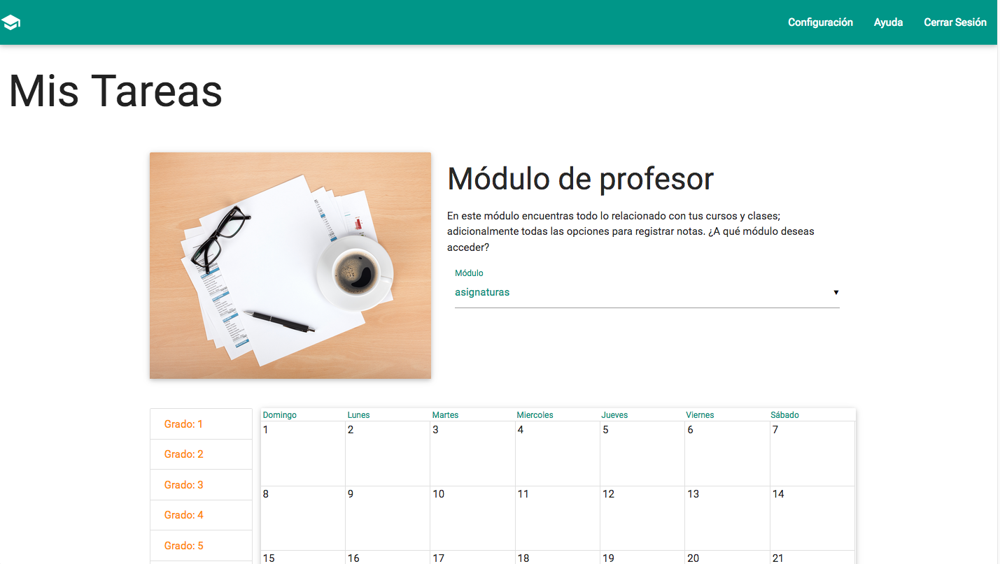 Configuración Ayuda Cerrar Sesión
Mis Tareas
Módulo de profesor
En este módulo encuentras todo lo relacionado con tus cursos y clases;
adicionalmente todas las opciones para registrar notas. ¿A qué módulo deseas
acceder?
Módulo
asignaturas
Grado: 1
Grado: 2
Grado: 3
Grado: 4
Grado: 5
Domingo Lunes Martes Miercoles Jueves Viernes Sábado
1 2 3 4 5 6 7
8 9 10 11 12 13 14
15 16 17 18 19 20 21